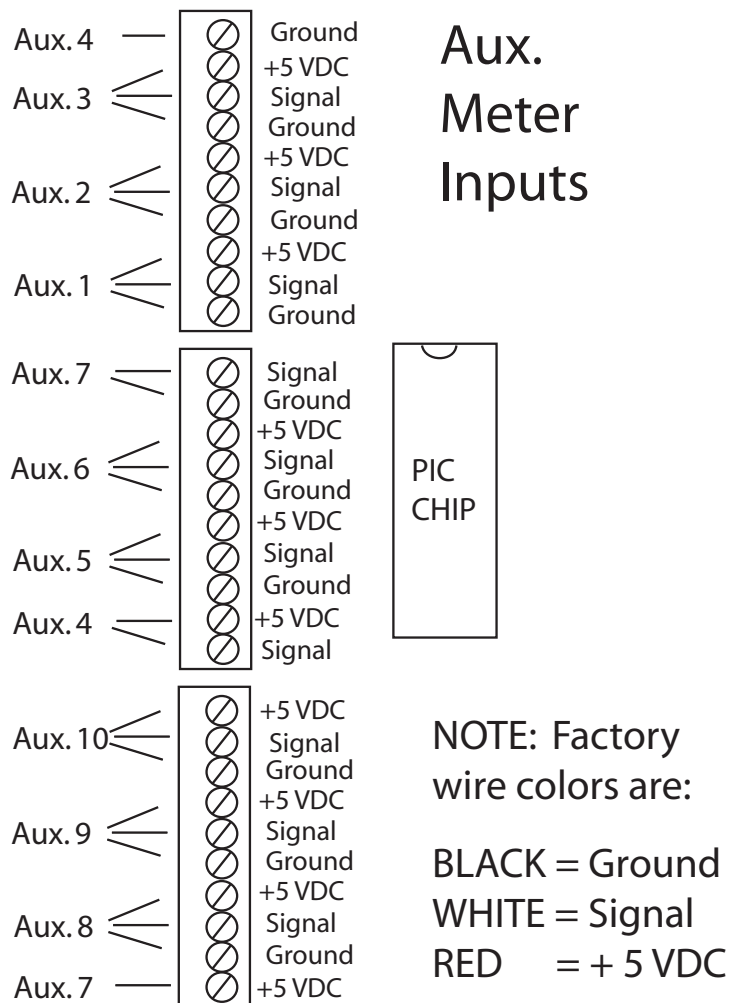 Aux. 4 Ground
+5 VDC
Aux. 3 Signal
Ground
+5 VDC
Aux. 2 Signal
Ground
+5 VDC
Aux. 1 Signal
Ground
Aux.
Meter
Inputs
Aux. 7 Signal
Ground
+5 VDC
Aux. 6 Signal
Ground
+5 VDC
Aux. 5 Signal
Ground
Aux. 4 +5 VDC
Signal
PIC
CHIP
+5 VDC
Aux. 10 Signal
Ground
+5 VDC
Aux. 9 Signal
Ground
+5 VDC
Aux. 8 Signal
Ground
Aux. 7 +5 VDC
NOTE: Factory
wire colors are:
BLACK = Ground
WHITE = Signal
RED = + 5 VDC